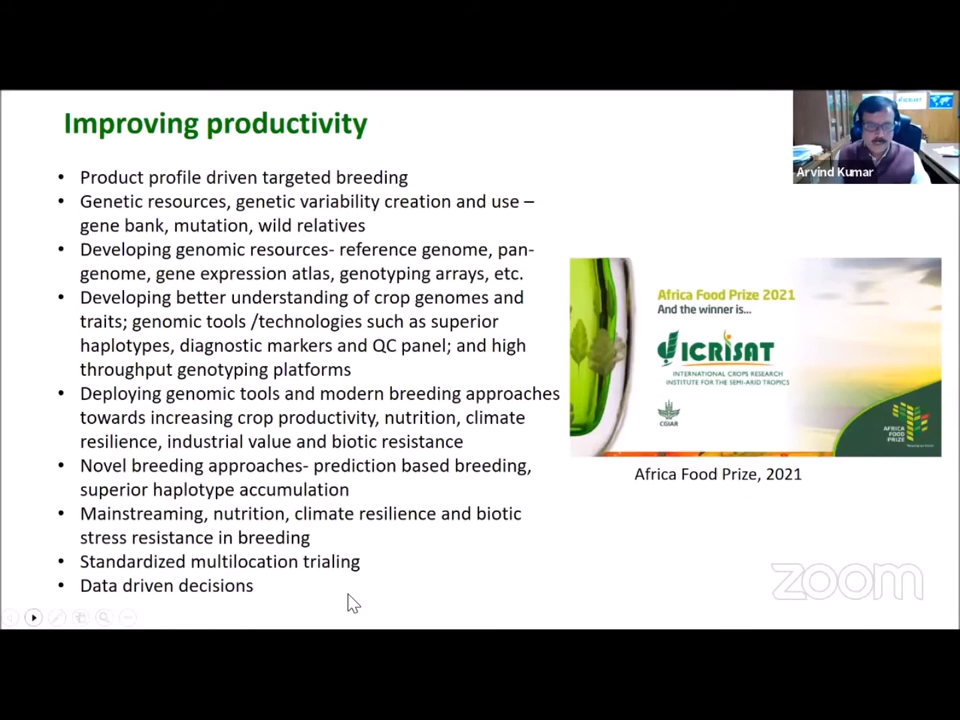 Improving productivity
• Product profile driven targeted breeding
• Genetic resources, genetic variability creation and use –
gene bank, mutation, wild relatives
• Developing genomic resources- reference genome, pan-
genome, gene expression atlas, genotyping arrays, etc.
• Developing better understanding of crop genomes and
traits; genomic tools /technologies such as superior
haplotypes, diagnostic markers and QC panel; and high
throughput genotyping platforms
• Deploying genomic tools and modern breeding approaches
towards increasing crop productivity, nutrition, climate
resilience, industrial value and biotic resistance
• Novel breeding approaches- prediction based breeding,
superior haplotype accumulation
• Mainstreaming, nutrition, climate resilience and biotic
stress resistance in breeding
• Standardized multilocation trialing
• Data driven decisions
ICRISAT
Arvind Kumar
Africa Food Prize 2021
And the winner is...
ICRISAT
INTERNATIONAL CROPS RESEARCH
INSTITUTE FOR THE SEMI-ARID TROPICS
CGIAR
AFRICA
FOOD
PRIZE
Africa Food Prize, 2021
zoom